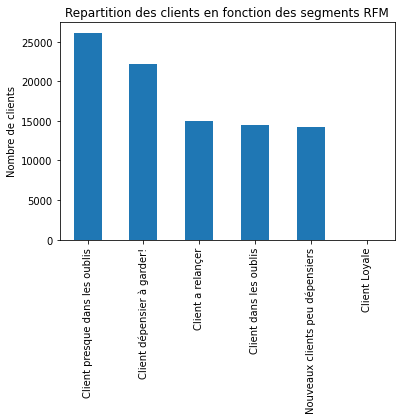 Repartition des clients en fonction des segments RFM
Nombre de clients
25000
20000
15000
10000
5000
0
Client presque dans les oublis
Client dépensier à garder!
Client a relançer
Client dans les oublis
Nouveaux clients peu dépensiers
Client Loyale